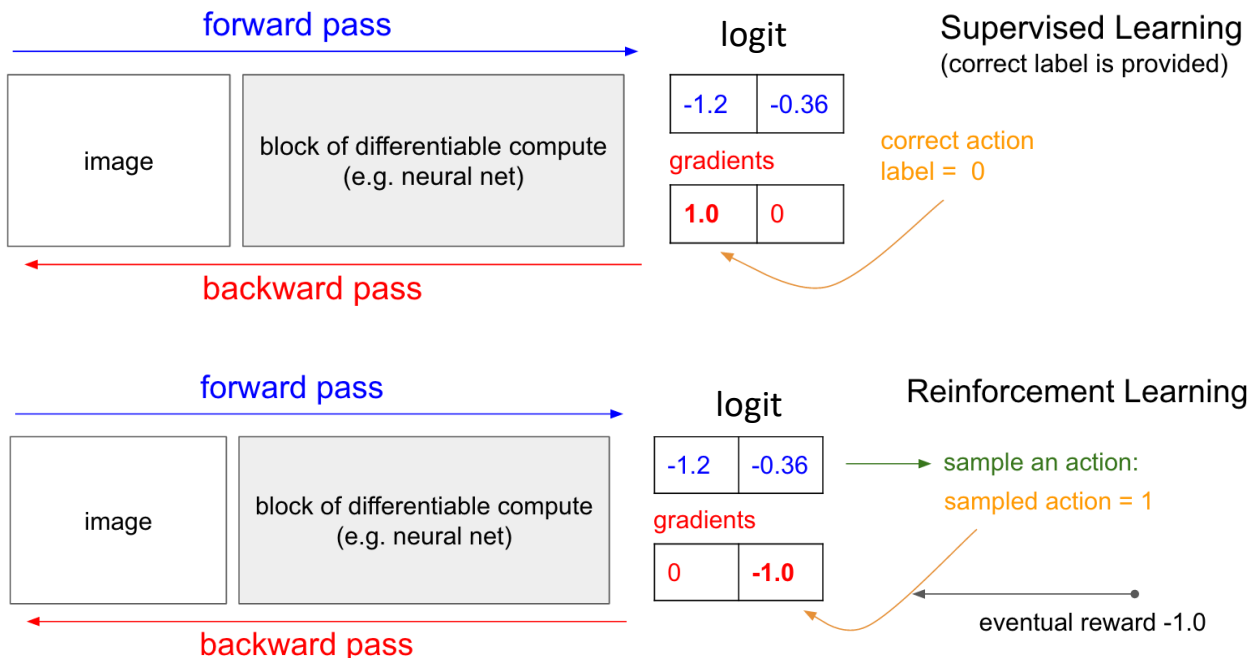 forward pass
logit
Supervised Learning
(correct label is provided)
image
block of differentiable compute
(e.g. neural net)
-1.2 -0.36
gradients
1.0 0
correct action
label = 0
backward pass
forward pass
logit
Reinforcement Learning
image
block of differentiable compute
(e.g. neural net)
-1.2 -0.36
sample an action:
sampled action = 1
gradients
0 -1.0
eventual reward -1.0
backward pass